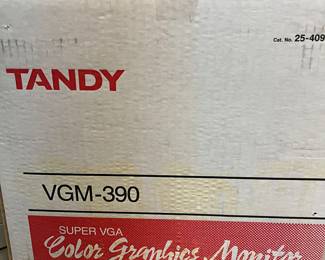 Cat. No. 25-409
TANDY
VGM-390
SUPER VGA
Color Graphics Monitor